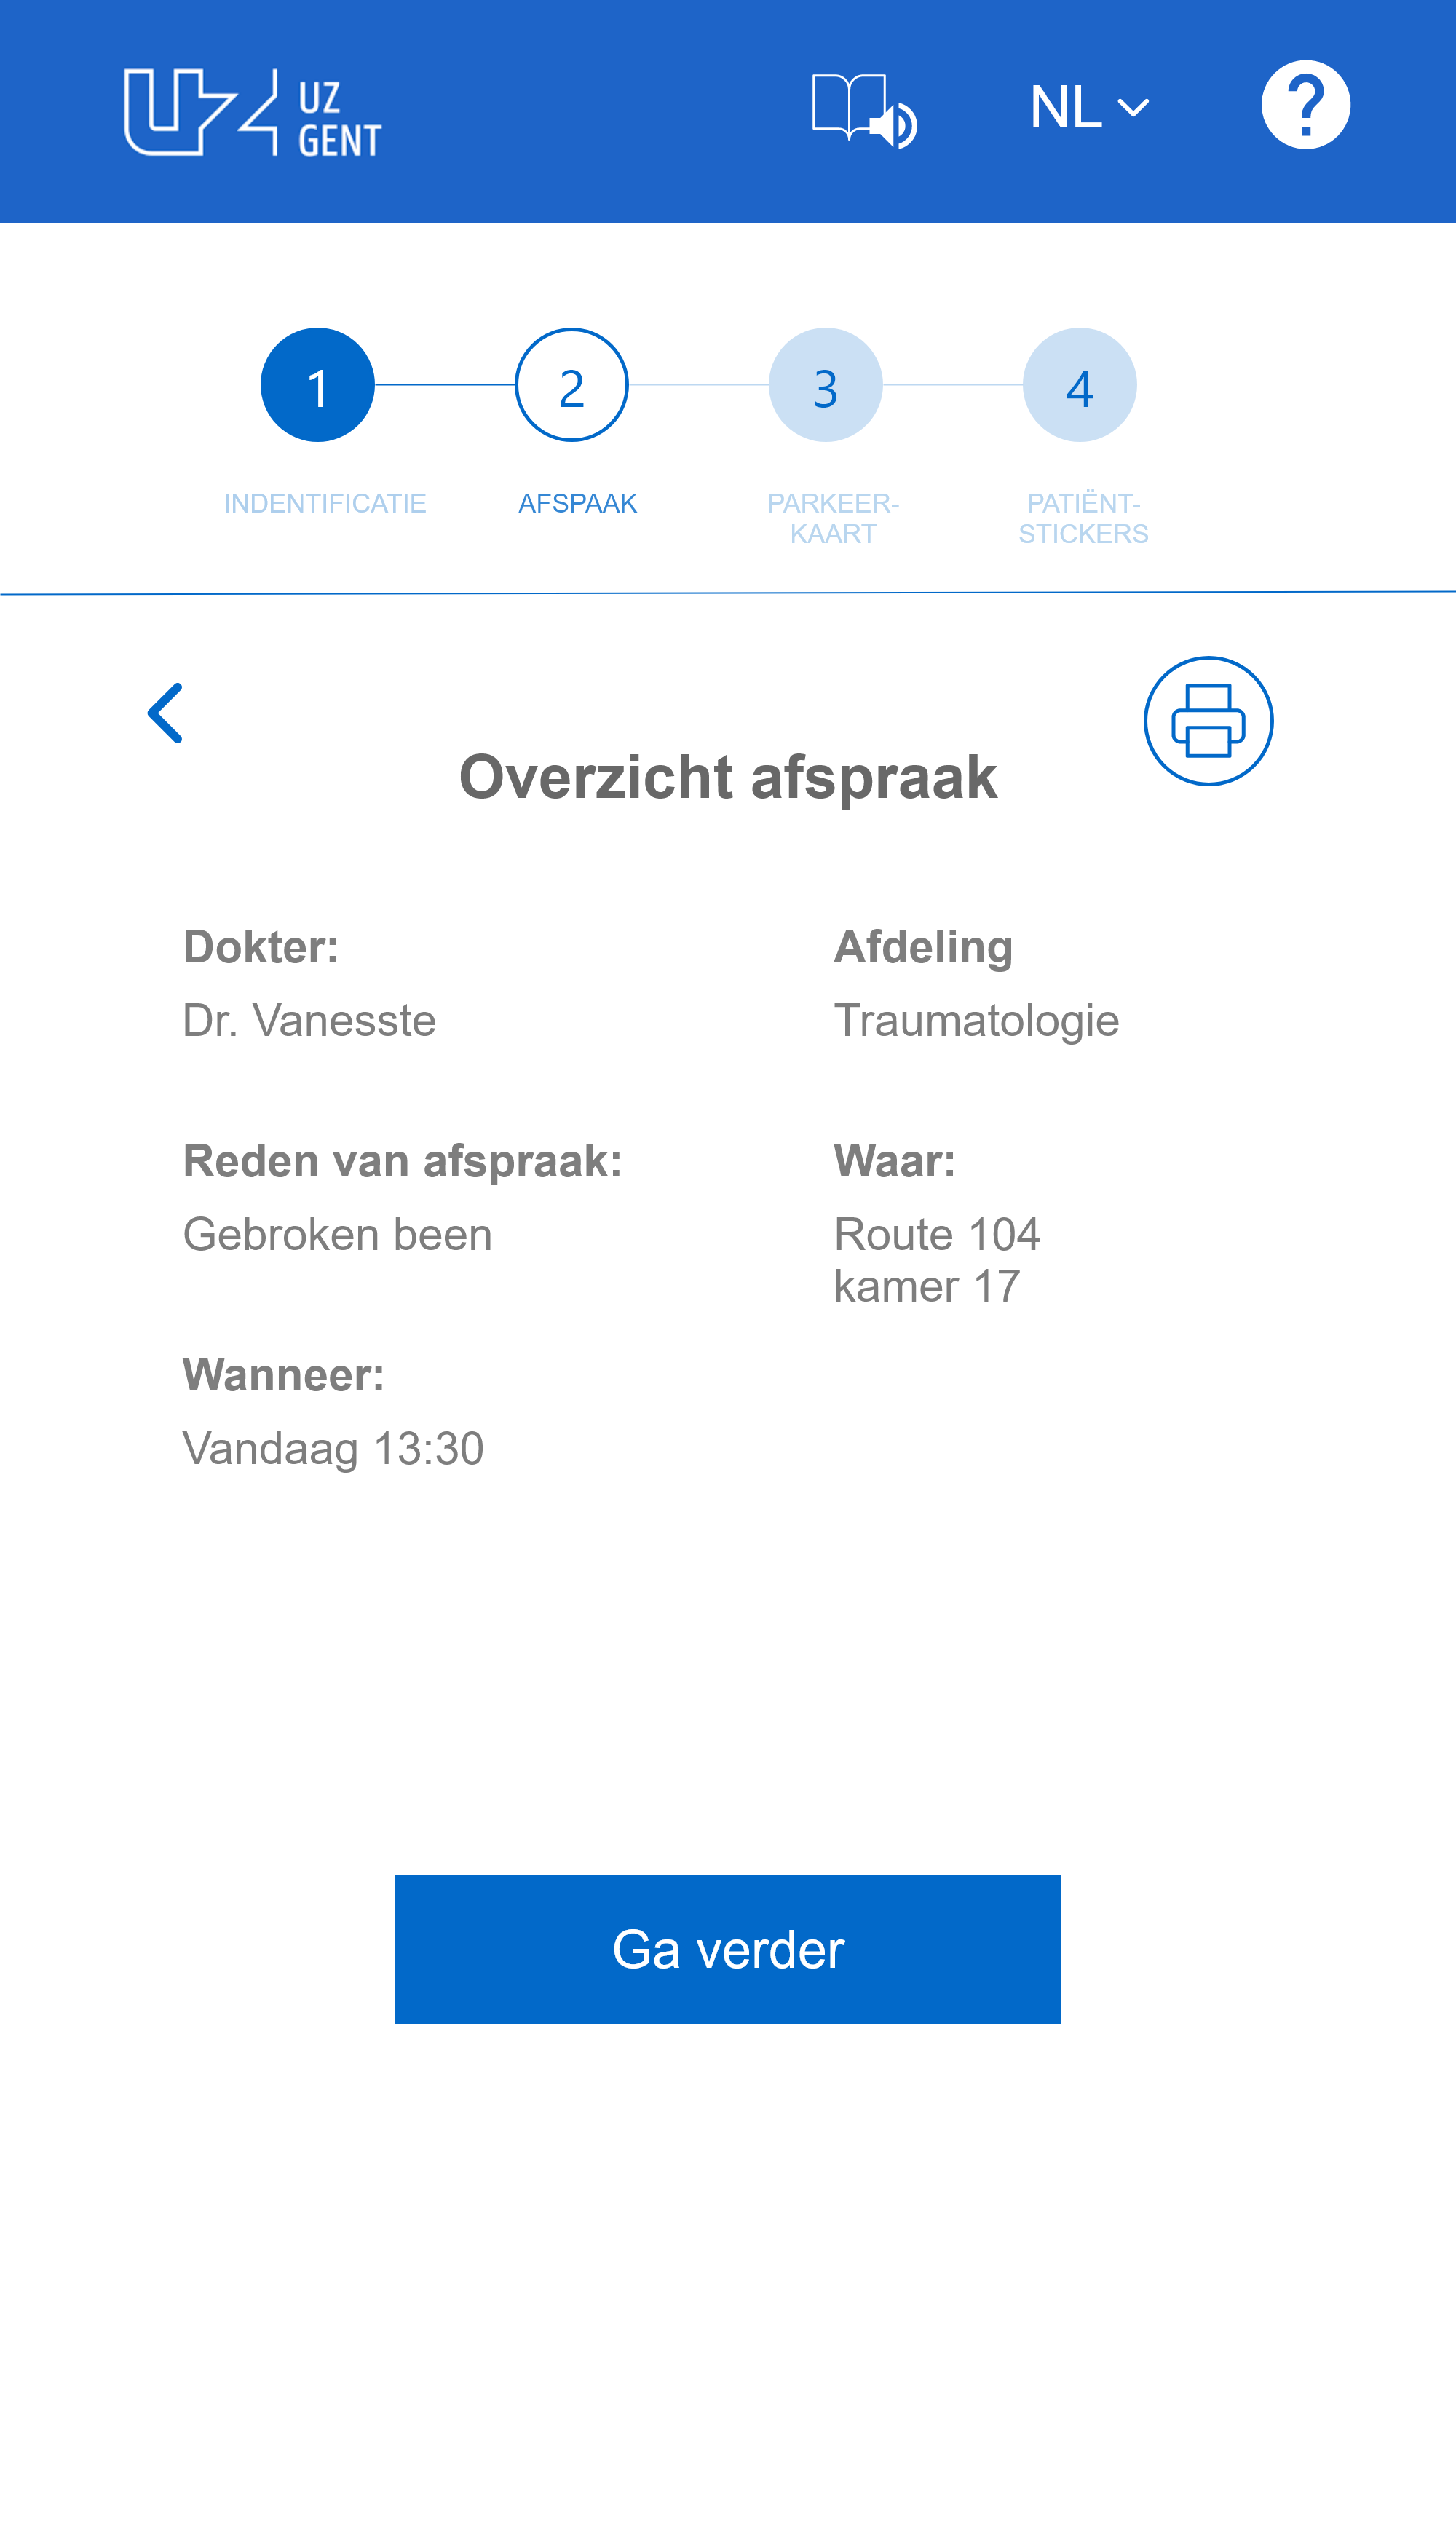 UZ
GENT
NL
?
1
2
3
4
INDENTIFICATIE
AFSPAAK
PARKEER-
KAART
PATIËNT-
STICKERS
Overzicht afspraak
Dokter:
Dr. Vanesste
Afdeling
Traumatologie
Reden van afspraak:
Gebroken been
Waar:
Route 104
kamer 17
Wanneer:
Vandaag 13:30
Ga verder